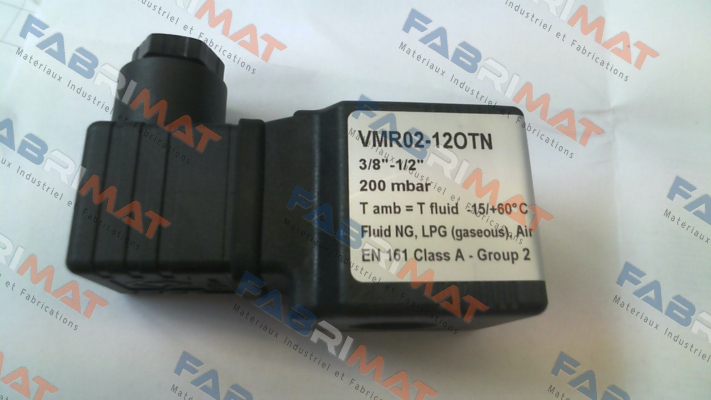 VMR02-12OTN
3/8"-1/2"
200 mbar
T amb = T fluid -15/+60°C
Fluid NG, LPG (gaseous), Air
EN 161 Class A - Group 2
FABRIMAT
Matériaux Industriel et Fabrications